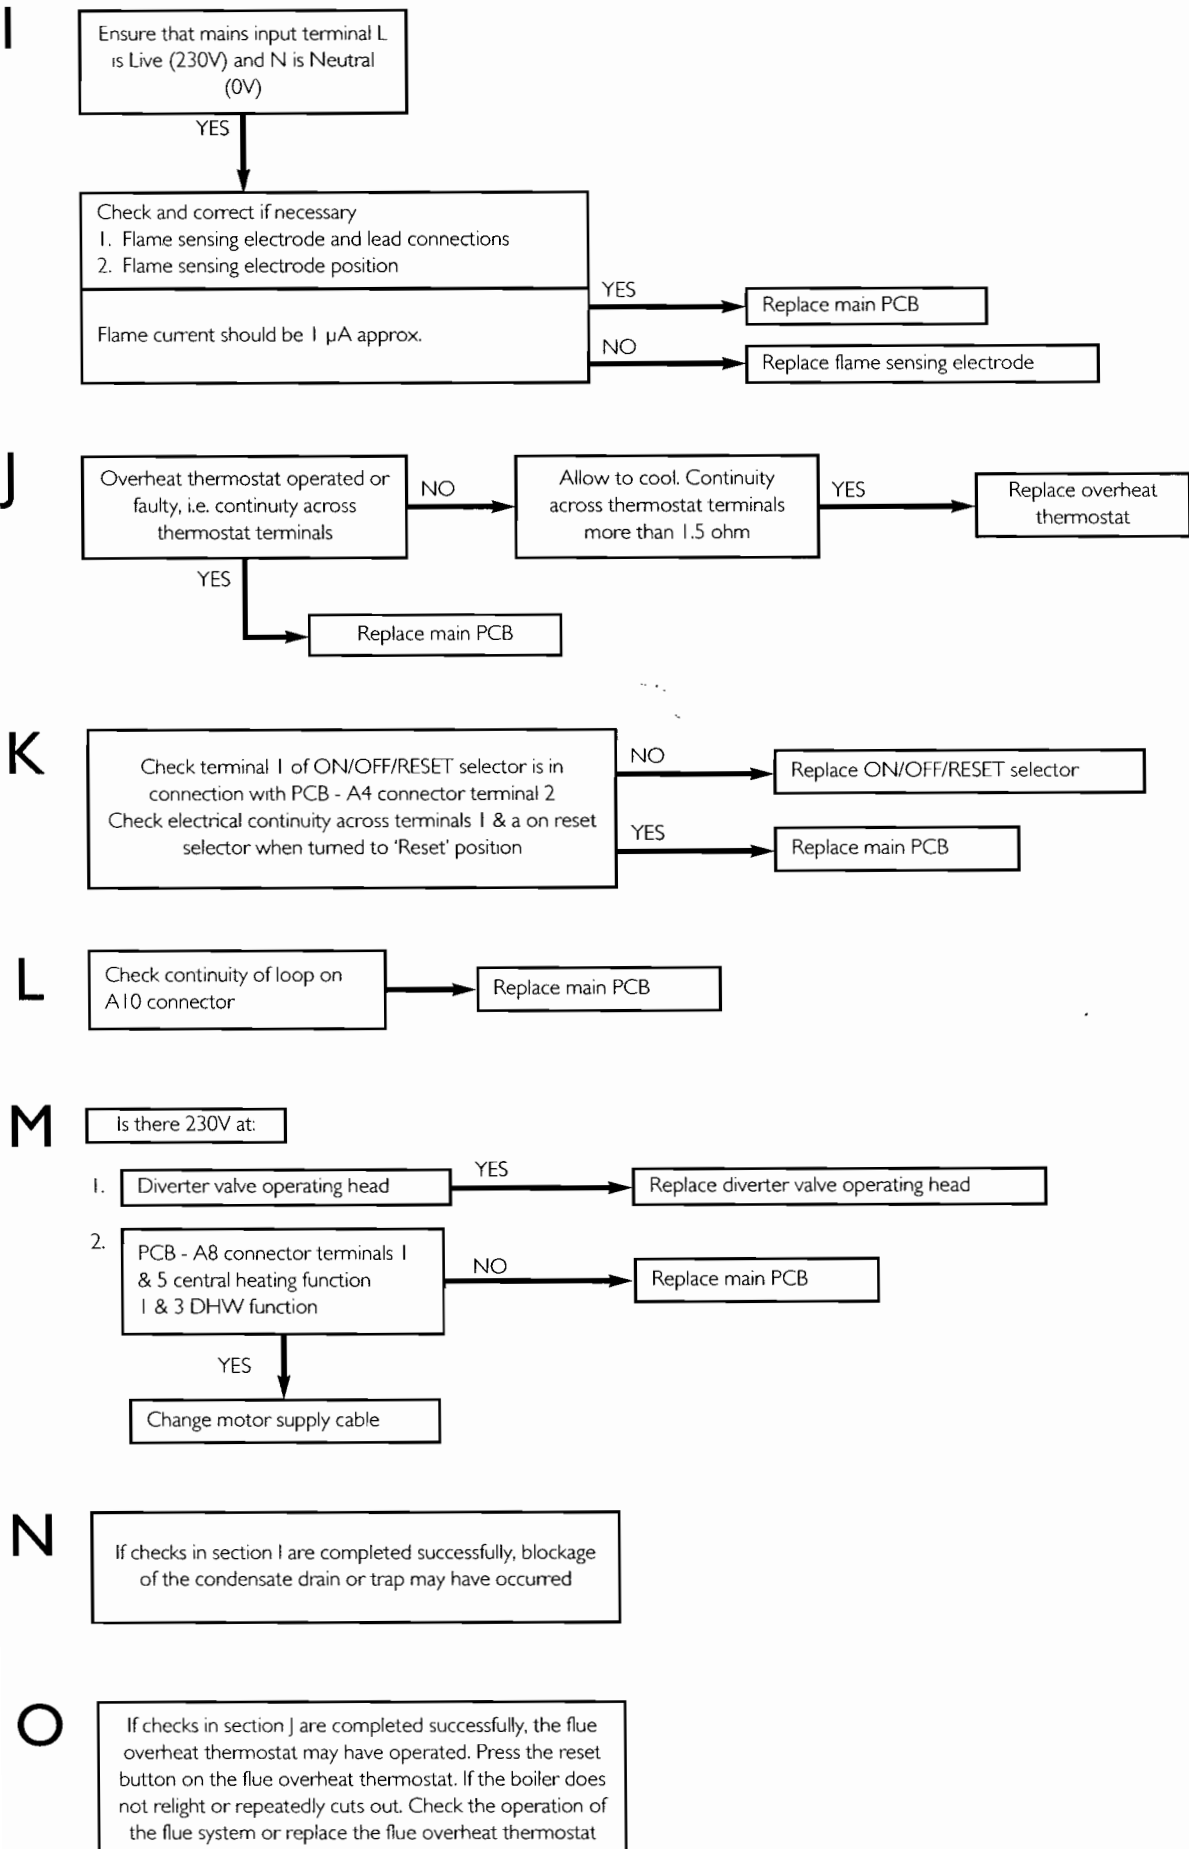 I
Ensure that mains input terminal L
is Live (230V) and N is Neutral
(0V)
YES
Check and correct if necessary
1. Flame sensing electrode and lead connections
2. Flame sensing electrode position
YES
Replace main PCB
Flame current should be 1 µA approx.
NO
Replace flame sensing electrode
J
Overheat thermostat operated or
faulty, i.e. continuity across
thermostat terminals
NO
Allow to cool. Continuity
across thermostat terminals
more than 1.5 ohm
YES
Replace overheat
thermostat
YES
Replace main PCB
K
Check terminal 1 of ON/OFF/RESET selector is in
connection with PCB - A4 connector terminal 2
Check electrical continuity across terminals 1 & a on reset
selector when turned to 'Reset' position
NO
Replace ON/OFF/RESET selector
YES
Replace main PCB
L
Check continuity of loop on
A10 connector
Replace main PCB
M
Is there 230V at:
1.
Diverter valve operating head
YES
Replace diverter valve operating head
2.
PCB - A8 connector terminals 1
& 5 central heating function
1 & 3 DHW function
NO
Replace main PCB
YES
Change motor supply cable
N
If checks in section I are completed successfully, blockage
of the condensate drain or trap may have occurred
O
If checks in section J are completed successfully, the flue
overheat thermostat may have operated. Press the reset
button on the flue overheat thermostat. If the boiler does
not relight or repeatedly cuts out. Check the operation of
the flue system or replace the flue overheat thermostat